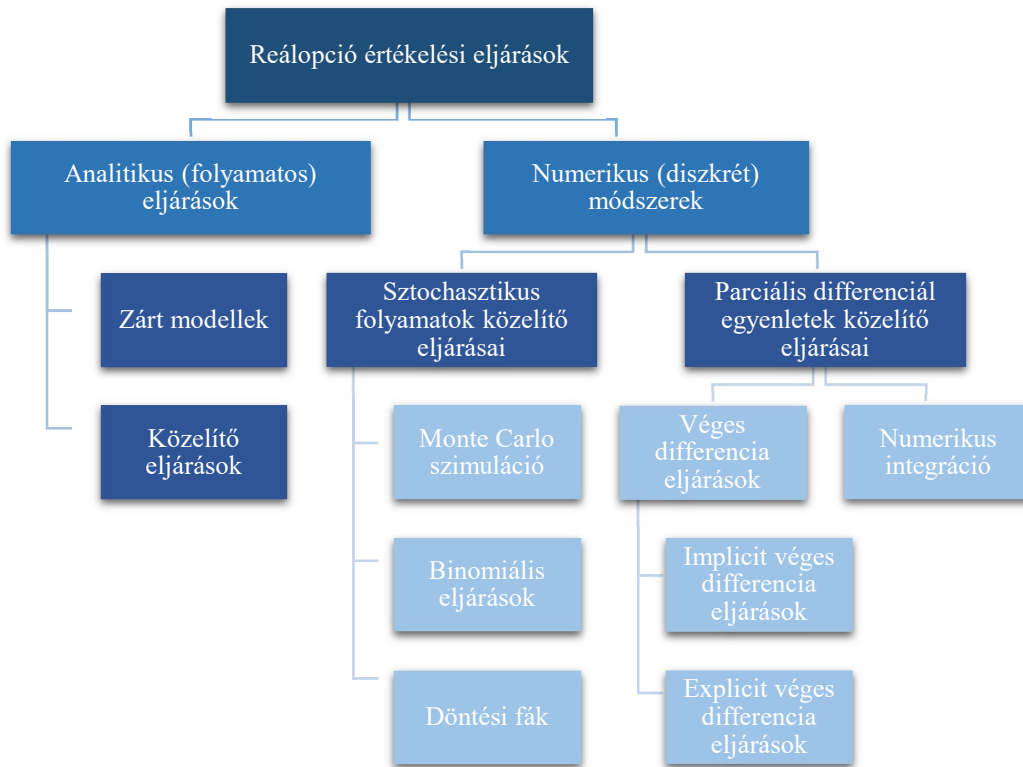 Reálopció értékelési eljárások
Analitikus (folyamatos)
eljárások
Numerikus (diszkrét)
módszerek
Zárt modellek
Közelítő
eljárások
Sztochasztikus
folyamatok közelítő
eljárásai
Parciális differenciál
egyenletek közelítő
eljárásai
Monte Carlo
szimuláció
Binomiális
eljárások
Döntési fák
Véges
differencia
eljárások
Numerikus
integráció
Implicit véges
differencia
eljárások
Explicit véges
differencia
eljárások